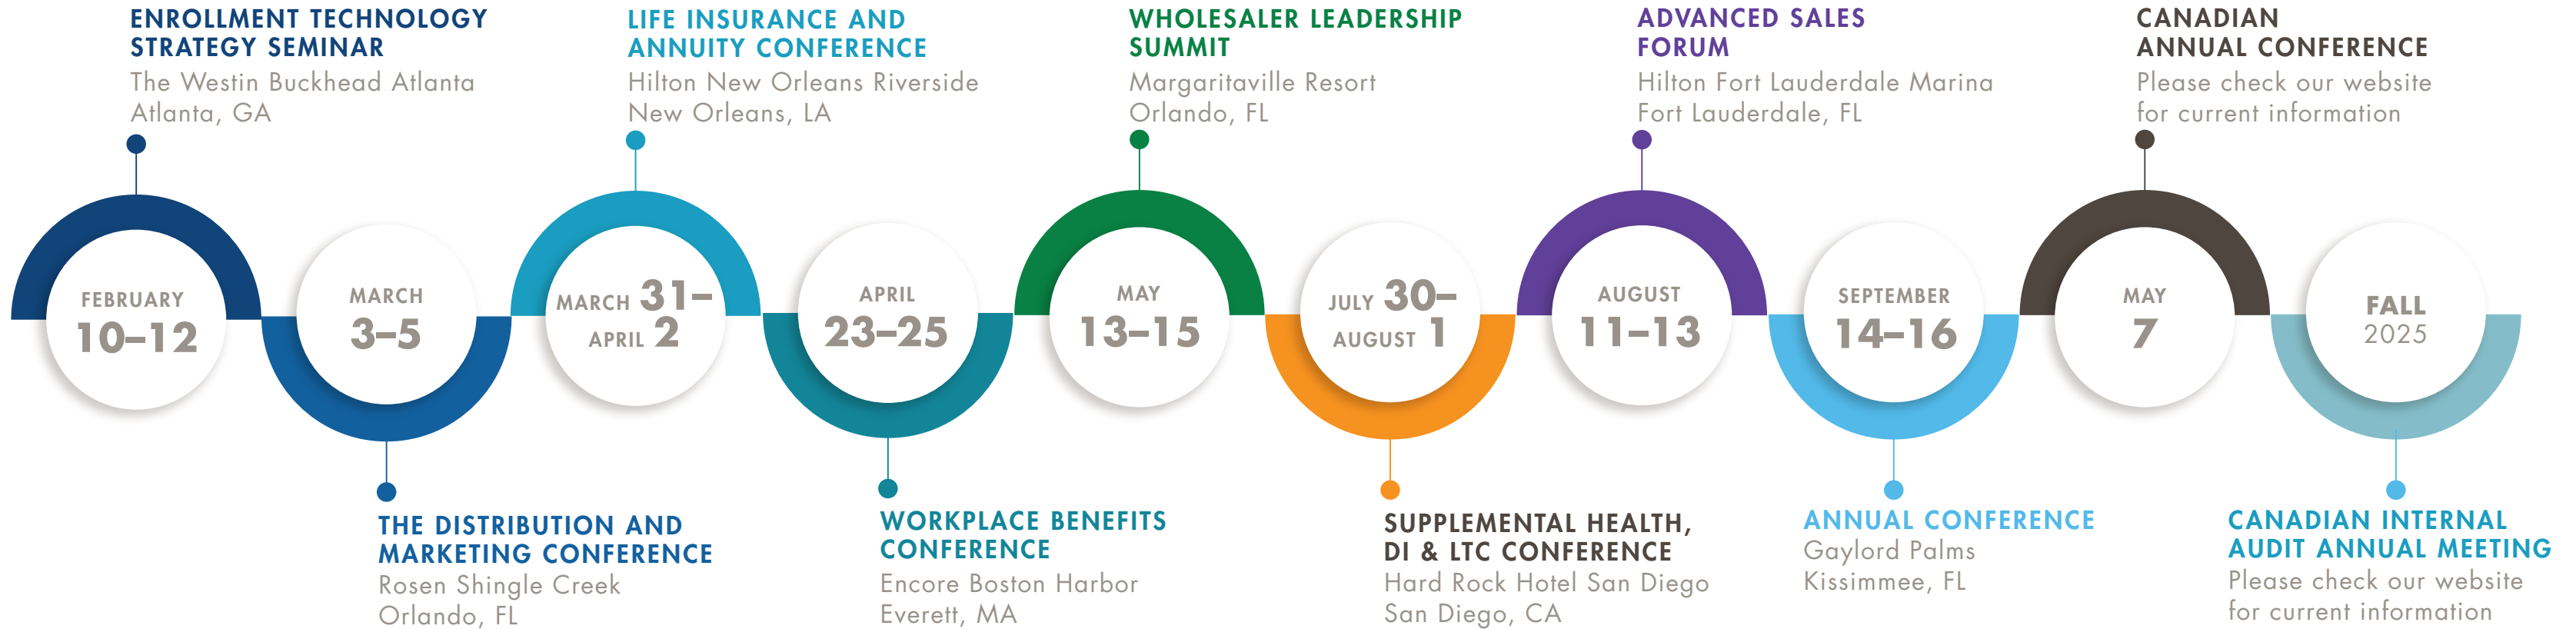 ENROLLMENT TECHNOLOGY
STRATEGY SEMINAR
The Westin Buckhead Atlanta
Atlanta, GA
FEBRUARY
10–12
MARCH
3–5
THE DISTRIBUTION AND
MARKETING CONFERENCE
Rosen Shingle Creek
Orlando, FL
LIFE INSURANCE AND
ANNUITY CONFERENCE
Hilton New Orleans Riverside
New Orleans, LA
MARCH 31–
APRIL 2
APRIL
23–25
WORKPLACE BENEFITS
CONFERENCE
Encore Boston Harbor
Everett, MA
WHOLESALER LEADERSHIP
SUMMIT
Margaritaville Resort
Orlando, FL
MAY
13–15
JULY 30–
AUGUST 1
SUPPLEMENTAL HEALTH,
DI & LTC CONFERENCE
Hard Rock Hotel San Diego
San Diego, CA
ADVANCED SALES
FORUM
Hilton Fort Lauderdale Marina
Fort Lauderdale, FL
AUGUST
11–13
SEPTEMBER
14–16
ANNUAL CONFERENCE
Gaylord Palms
Kissimmee, FL
CANADIAN
ANNUAL CONFERENCE
Please check our website
for current information
MAY
7
FALL
2025
CANADIAN INTERNAL
AUDIT ANNUAL MEETING
Please check our website
for current information